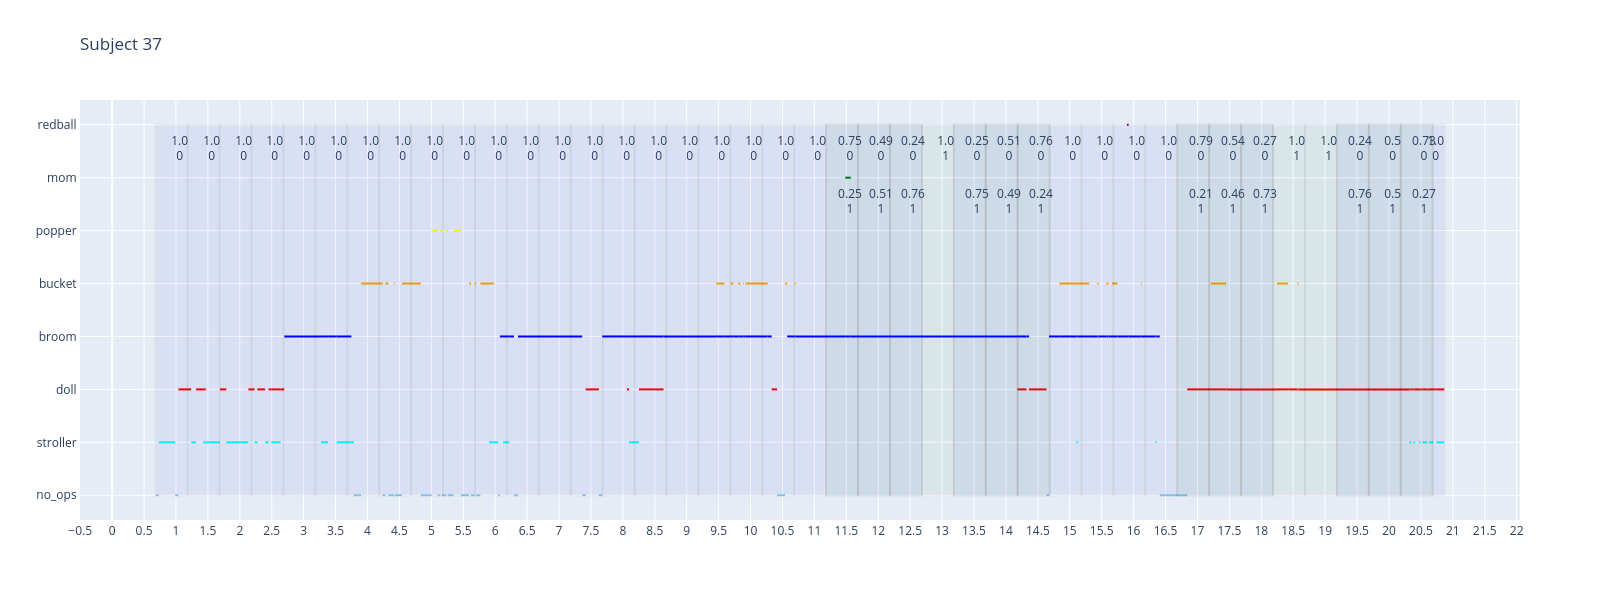 Subject 37
redball
1.0 1.0 1.0 1.0 1.0 1.0 1.0 1.0 1.0 1.0 1.0 1.0 1.0 1.0 1.0 1.0 1.0 1.0 1.0 1.0 1.0 0.75 0.49 0.24 1.0 0.25 0.51 0.76 1.0 1.0 1.0 1.0 0.79 0.54 0.27 1.0 1.0 0.24 0.5 0.73 1.0
0 0 0 0 0 0 0 0 0 0 0 0 0 0 0 0 0 0 0 0 0 0 0 0 1 0 0 0 0 0 0 0 0 0 0 1 1 0 0 0 0
mom
0.25 0.51 0.76 0.75 0.49 0.24 0.21 0.46 0.73 0.76 0.5 0.27
1 1 1 1 1 1 1 1 1 1 1 1
popper
bucket
broom
doll
stroller
no_ops
−0.5 0 0.5 1 1.5 2 2.5 3 3.5 4 4.5 5 5.5 6 6.5 7 7.5 8 8.5 9 9.5 10 10.5 11 11.5 12 12.5 13 13.5 14 14.5 15 15.5 16 16.5 17 17.5 18 18.5 19 19.5 20 20.5 21 21.5 22